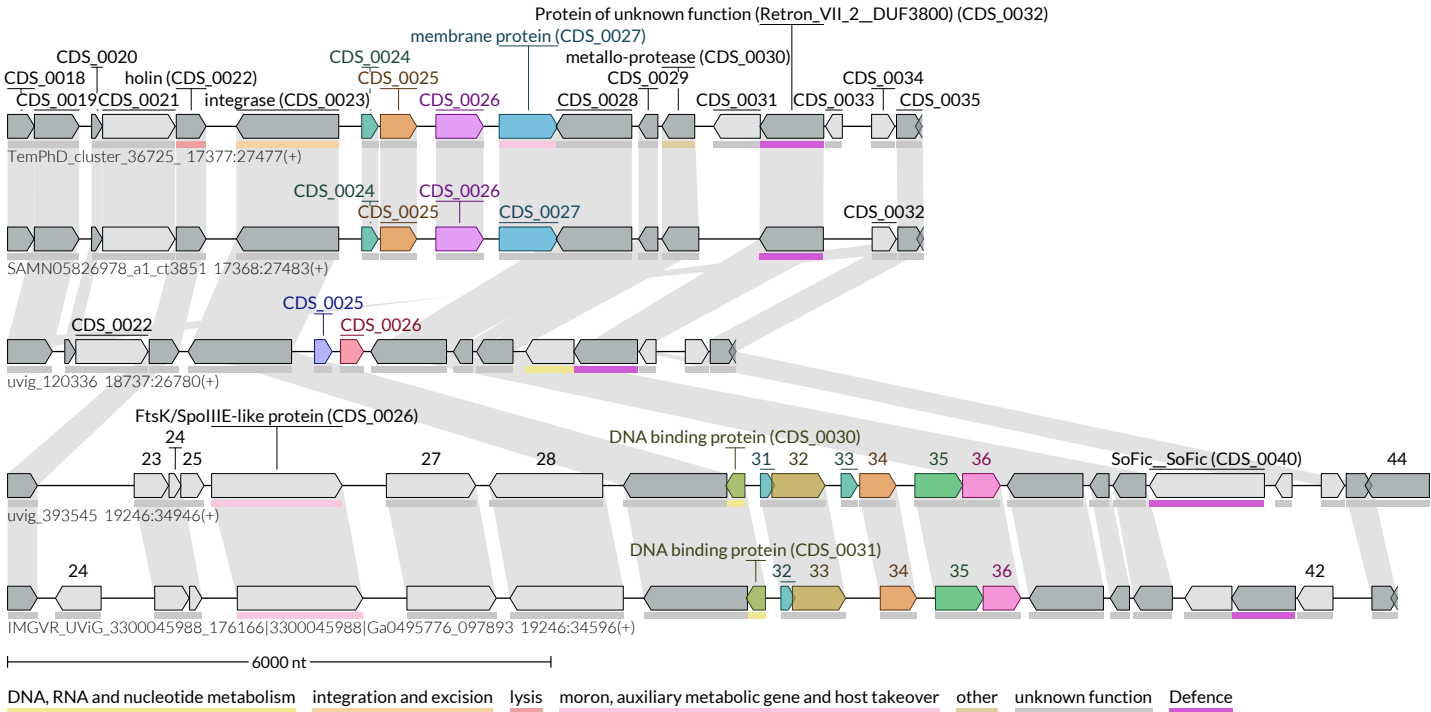 Protein of unknown function (Retron_VII_2__DUF3800) (CDS_0032)
membrane protein (CDS_0027)
CDS_0020 CDS_0024 metallo-protease (CDS_0030)
CDS_0018 holin (CDS_0022) CDS_0025 CDS_0029 CDS_0034
CDS_0019 CDS_0021 integrase (CDS_0023) CDS_0026 CDS_0028 CDS_0031 CDS_0033 CDS_0035
TemPhD_cluster_36725_ 17377:27477(+)
CDS_0024 CDS_0026
CDS_0025 CDS_0027 CDS_0032
SAMN05826978_a1_ct3851 17368:27483(+)
CDS_0025
CDS_0022 CDS_0026
uvig_120336 18737:26780(+)
FtsK/SpoIIIE-like protein (CDS_0026)
24 DNA binding protein (CDS_0030)
23 25 27 28 31 32 33 34 35 36 SoFic__SoFic (CDS_0040) 44
uvig_393545 19246:34946(+)
DNA binding protein (CDS_0031)
24 32 33 34 35 36 42
IMGVR_UViG_3300045988_176166|3300045988|Ga0495776_097893 19246:34596(+)
6000 nt
DNA, RNA and nucleotide metabolism integration and excision lysis moron, auxiliary metabolic gene and host takeover other unknown function Defence